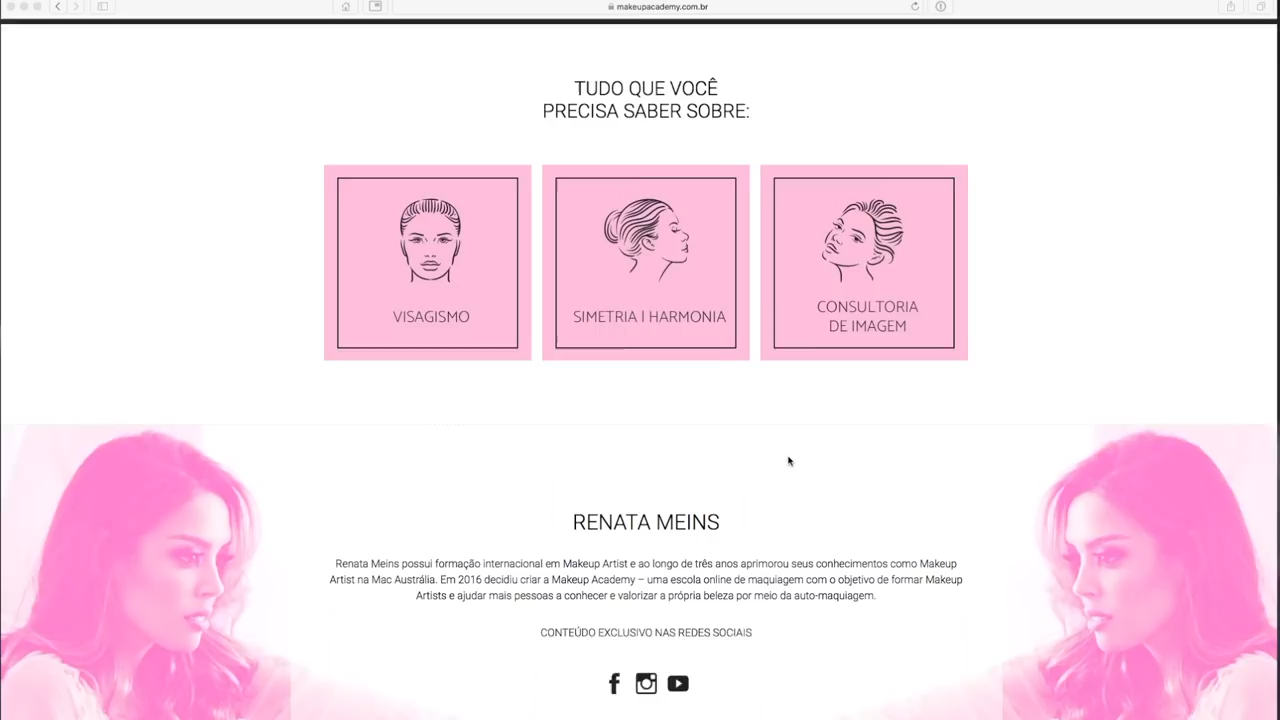 makeupacademy.com.br
TUDO QUE VOCÊ
PRECISA SABER SOBRE:
VISAGISMO
SIMETRIA | HARMONIA
CONSULTORIA
DE IMAGEM
RENATA MEINS
Renata Meins possui formação internacional em Makeup Artist e ao longo de três anos aprimorou seus conhecimentos como Makeup
Artist na Mac Austrália. Em 2016 decidiu criar a Makeup Academy – uma escola online de maquiagem com o objetivo de formar Makeup
Artists e ajudar mais pessoas a conhecer e valorizar a própria beleza por meio da auto-maquiagem.
CONTEÚDO EXCLUSIVO NAS REDES SOCIAIS